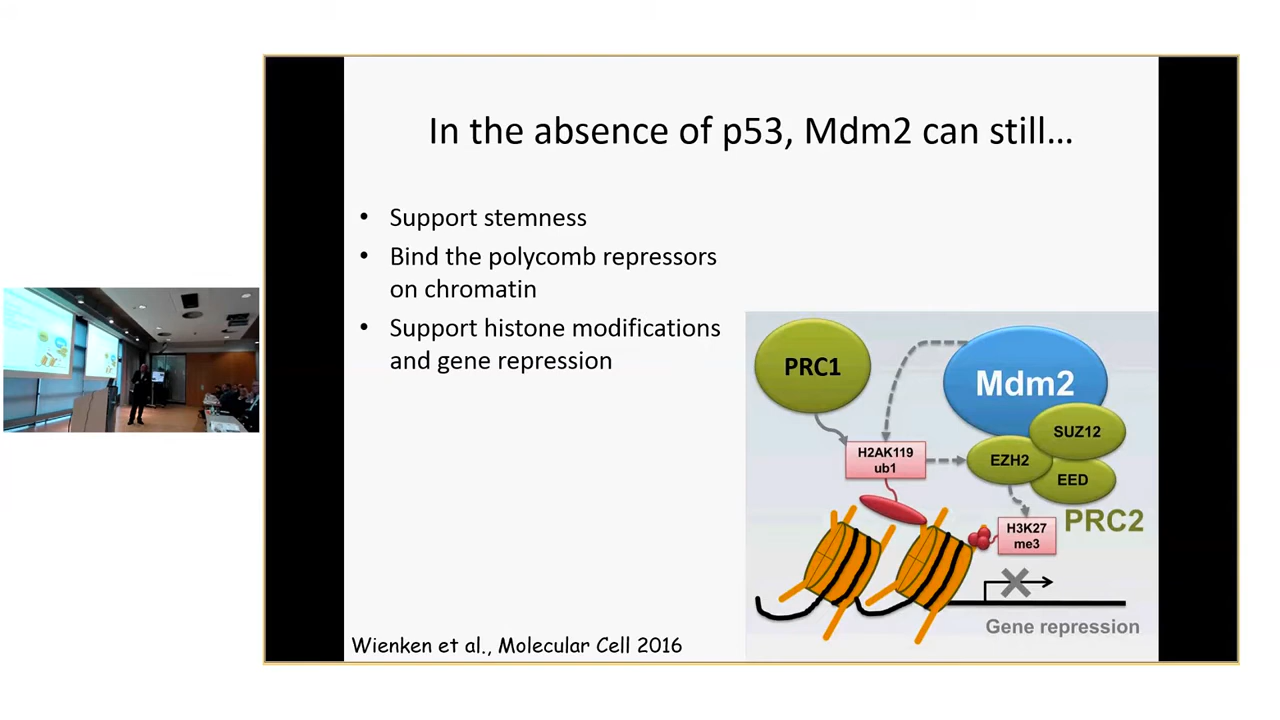 In the absence of p53, Mdm2 can still…
• Support stemness
• Bind the polycomb repressors
on chromatin
• Support histone modifications
and gene repression
PRC1
Mdm2
SUZ12
H2AK119
ub1
EZH2
EED
PRC2
H3K27
me3
Gene repression
Wienken et al., Molecular Cell 2016